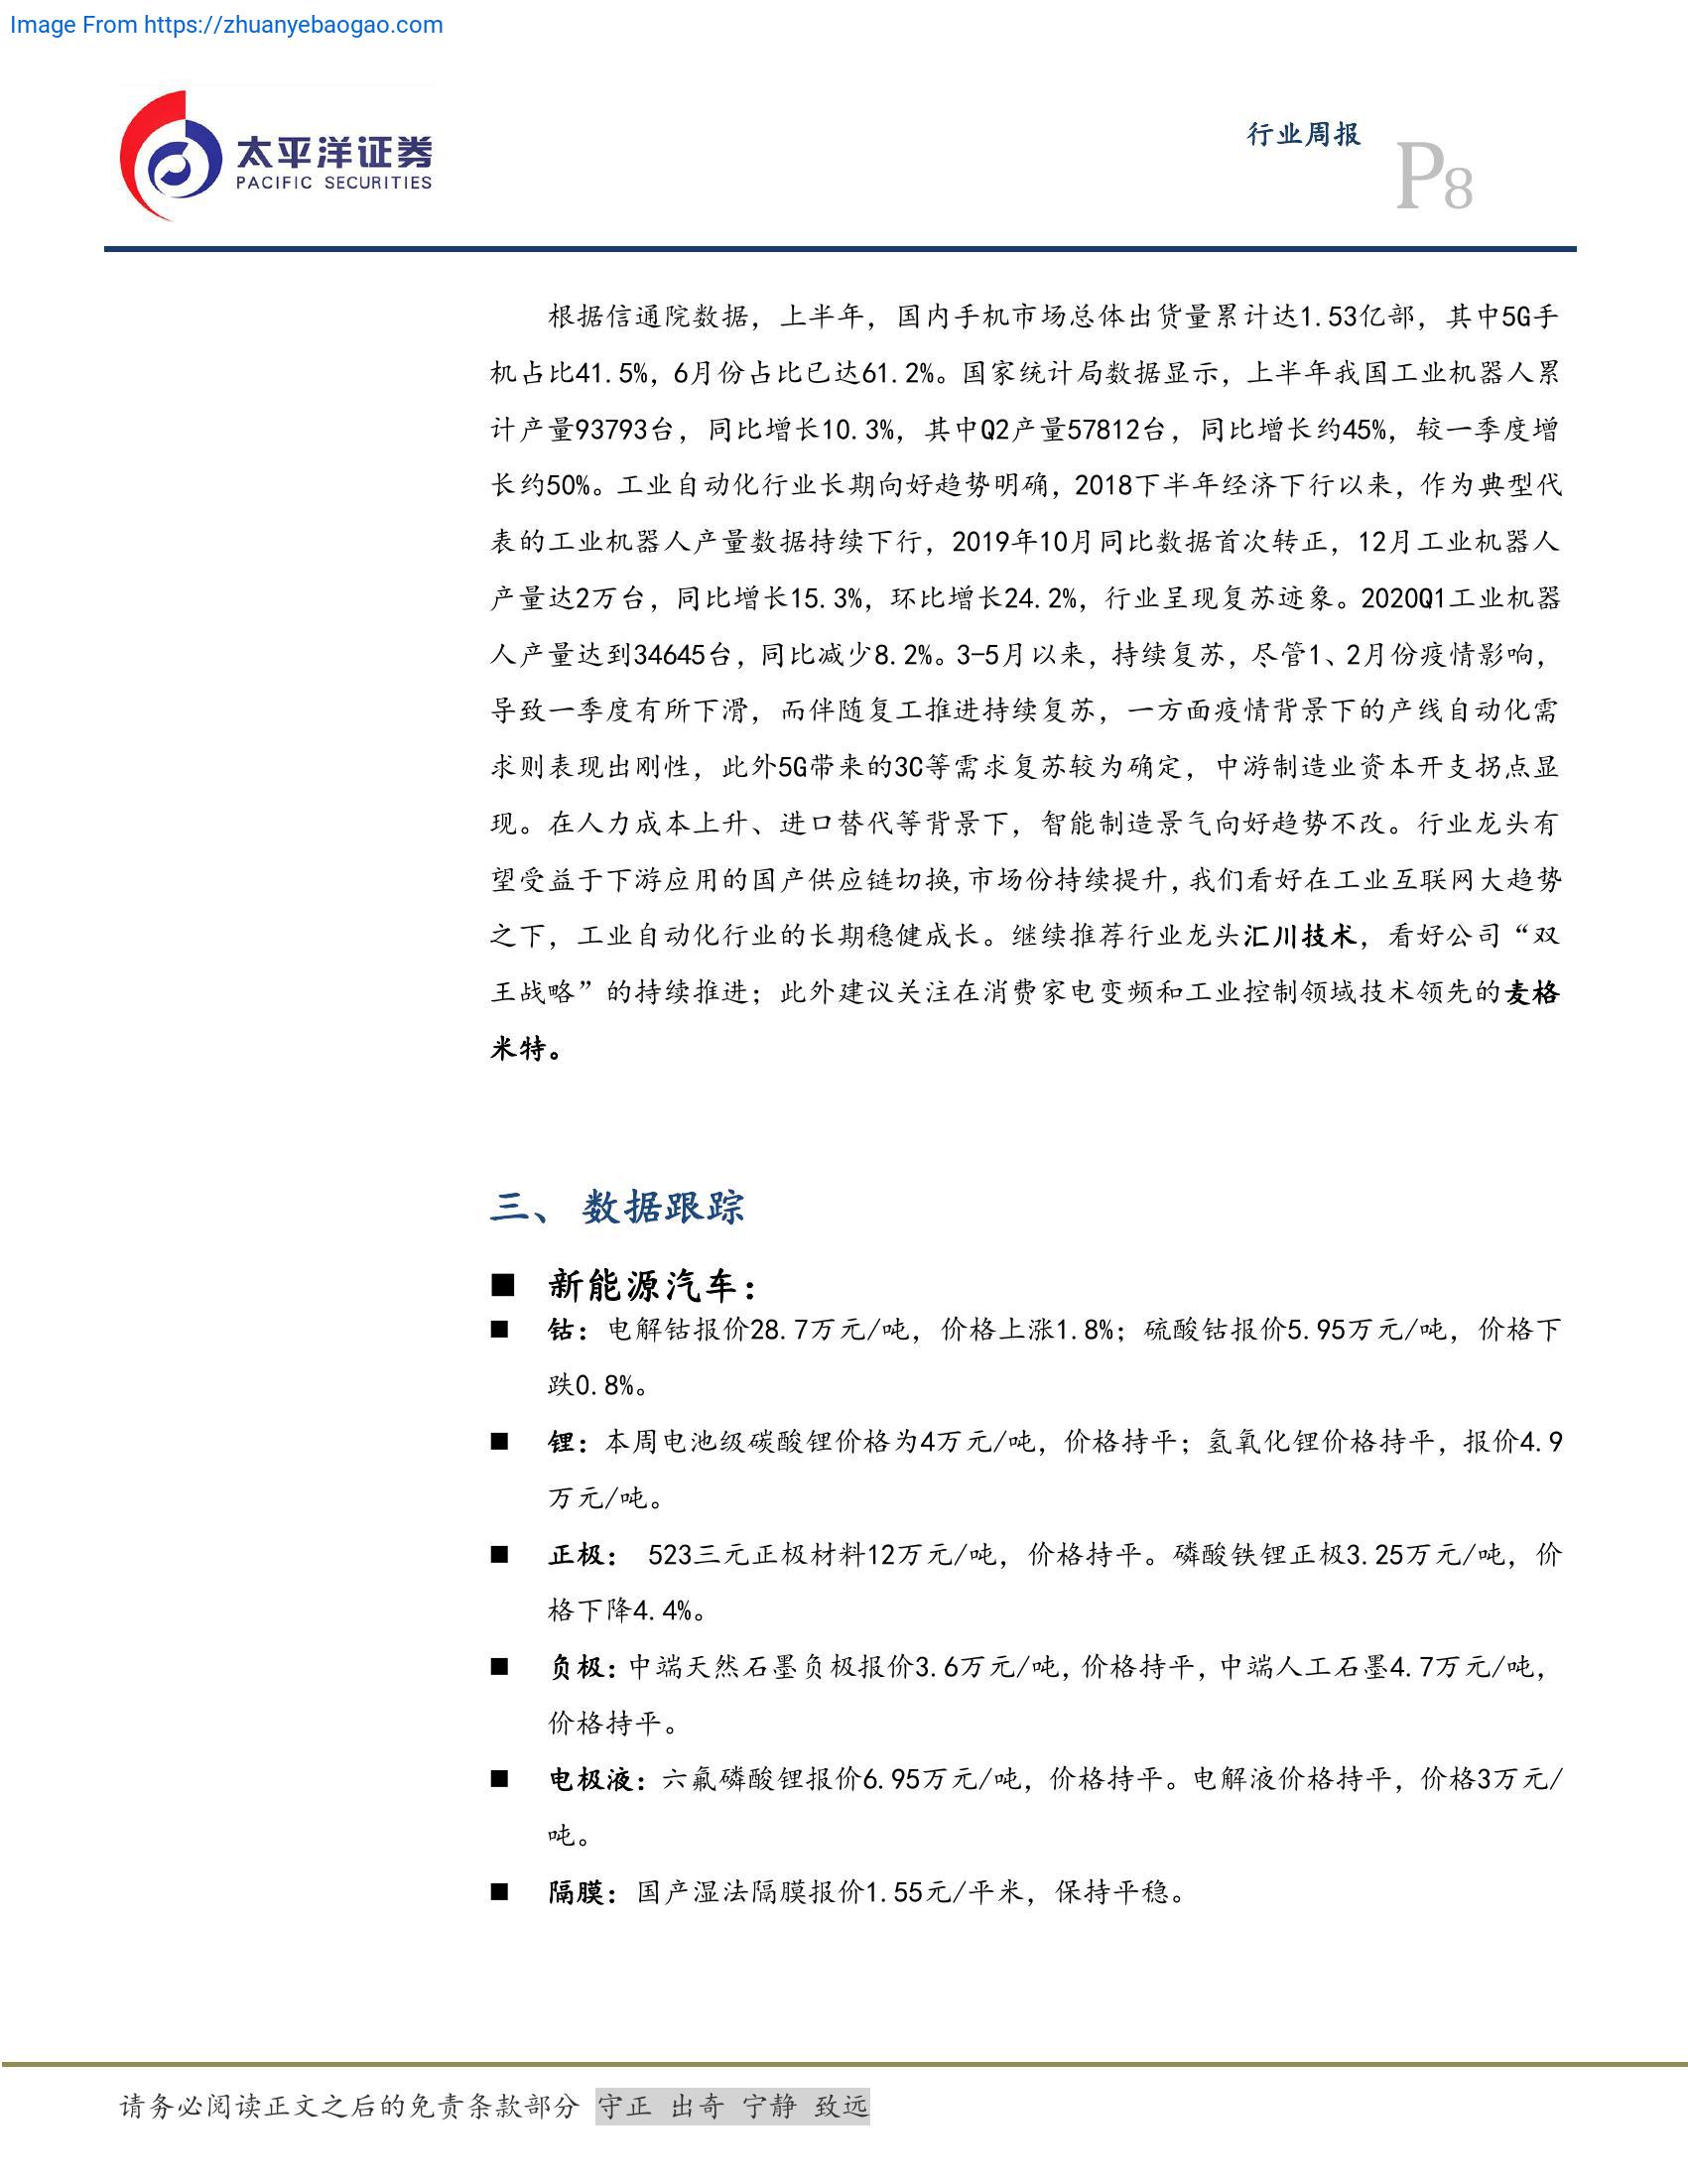 Image From https://zhuanyebaogao.com
太平洋证券
PACIFIC SECURITIES
行业周报
P8
根据信通院数据，上半年，国内手机市场总体出货量累计达1.53亿部，其中5G手
机占比41.5%，6月份占比已达61.2%。国家统计局数据显示，上半年我国工业机器人累
计产量93793台，同比增长10.3%，其中Q2产量57812台，同比增长约45%，较一季度增
长约50%。工业自动化行业长期向好趋势明确，2018下半年经济下行以来，作为典型代
表的工业机器人产量数据持续下行，2019年10月同比数据首次转正，12月工业机器人
产量达2万台，同比增长15.3%，环比增长24.2%，行业呈现复苏迹象。2020Q1工业机器
人产量达到34645台，同比减少8.2%。3-5月以来，持续复苏，尽管1、2月份疫情影响，
导致一季度有所下滑，而伴随复工推进持续复苏，一方面疫情背景下的产线自动化需
求则表现出刚性，此外5G带来的3C等需求复苏较为确定，中游制造业资本开支拐点显
现。在人力成本上升、进口替代等背景下，智能制造景气向好趋势不改。行业龙头有
望受益于下游应用的国产供应链切换,市场份持续提升,我们看好在工业互联网大趋势
之下，工业自动化行业的长期稳健成长。继续推荐行业龙头汇川技术，看好公司“双
王战略”的持续推进；此外建议关注在消费家电变频和工业控制领域技术领先的麦格
米特。
三、 数据跟踪
■ 新能源汽车：
■ 钴：电解钴报价28.7万元/吨，价格上涨1.8%；硫酸钴报价5.95万元/吨，价格下
跌0.8%。
■ 锂：本周电池级碳酸锂价格为4万元/吨，价格持平；氢氧化锂价格持平，报价4.9
万元/吨。
■ 正极： 523三元正极材料12万元/吨，价格持平。磷酸铁锂正极3.25万元/吨，价
格下降4.4%。
■ 负极：中端天然石墨负极报价3.6万元/吨，价格持平，中端人工石墨4.7万元/吨，
价格持平。
■ 电极液：六氟磷酸锂报价6.95万元/吨，价格持平。电解液价格持平，价格3万元/
吨。
■ 隔膜：国产湿法隔膜报价1.55元/平米，保持平稳。
请务必阅读正文之后的免责条款部分 守正 出奇 宁静 致远